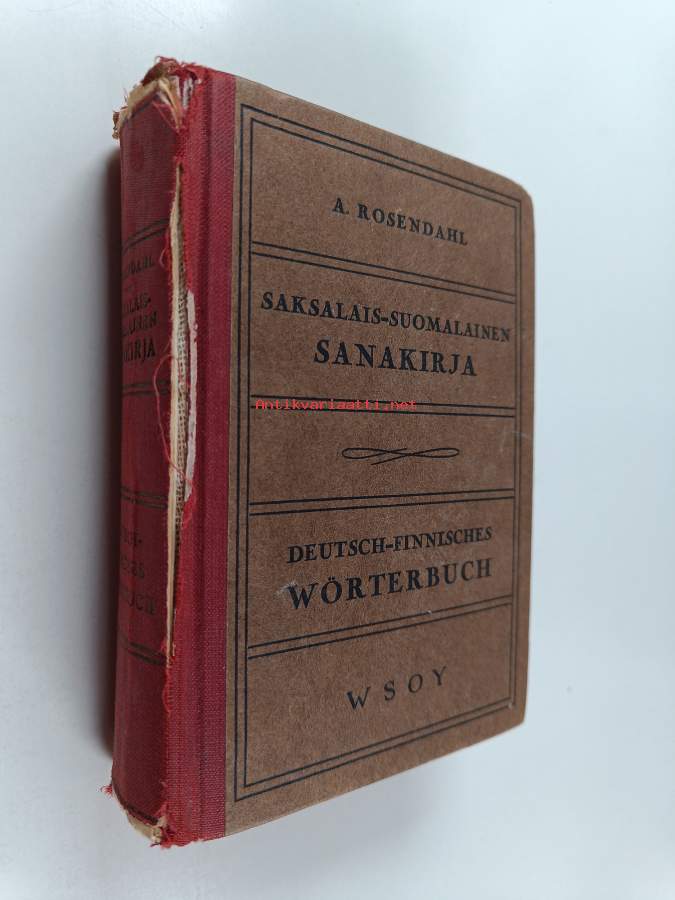 A. ROSENDAHL
SAKSALAIS-SUOMALAINEN
SANAKIRJA
Antikvariaatti.net
DEUTSCH-FINNISCHES
WÖRTERBUCH
WSOY